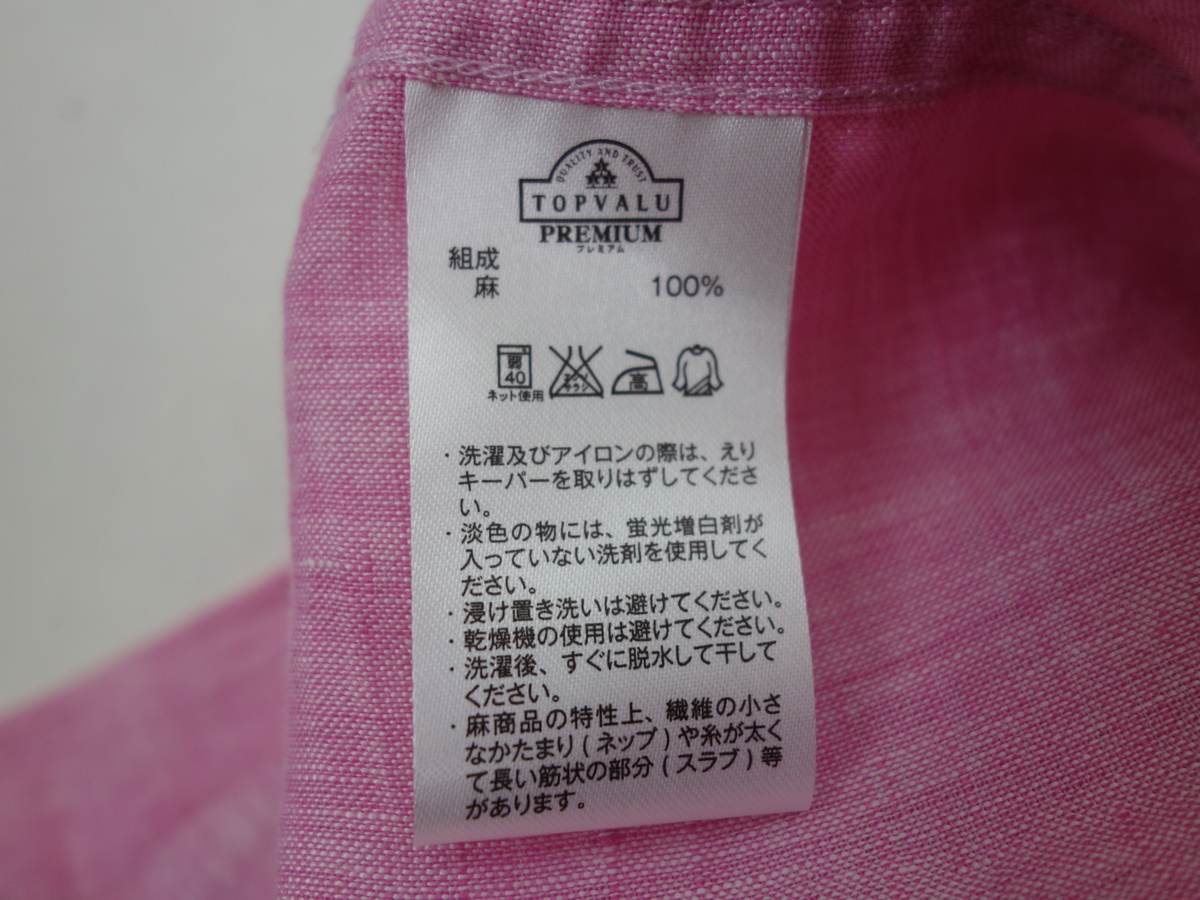 QUALITY AND TRUST
TOPVALU
PREMIUM
プレミアム
組成
麻 100%
弱
40
ネット使用
エンソ
サラシ
高
・洗濯及びアイロンの際は、えり
キーパーを取りはずしてくださ
い。
・淡色の物には、蛍光増白剤が
入っていない洗剤を使用してく
ださい。
・浸け置き洗いは避けてください。
・乾燥機の使用は避けてください。
・洗濯後、すぐに脱水して干して
ください。
・麻商品の特性上、繊維の小さ
なかたまり(ネップ)や糸が太く
て長い筋状の部分(スラブ)等
があります。